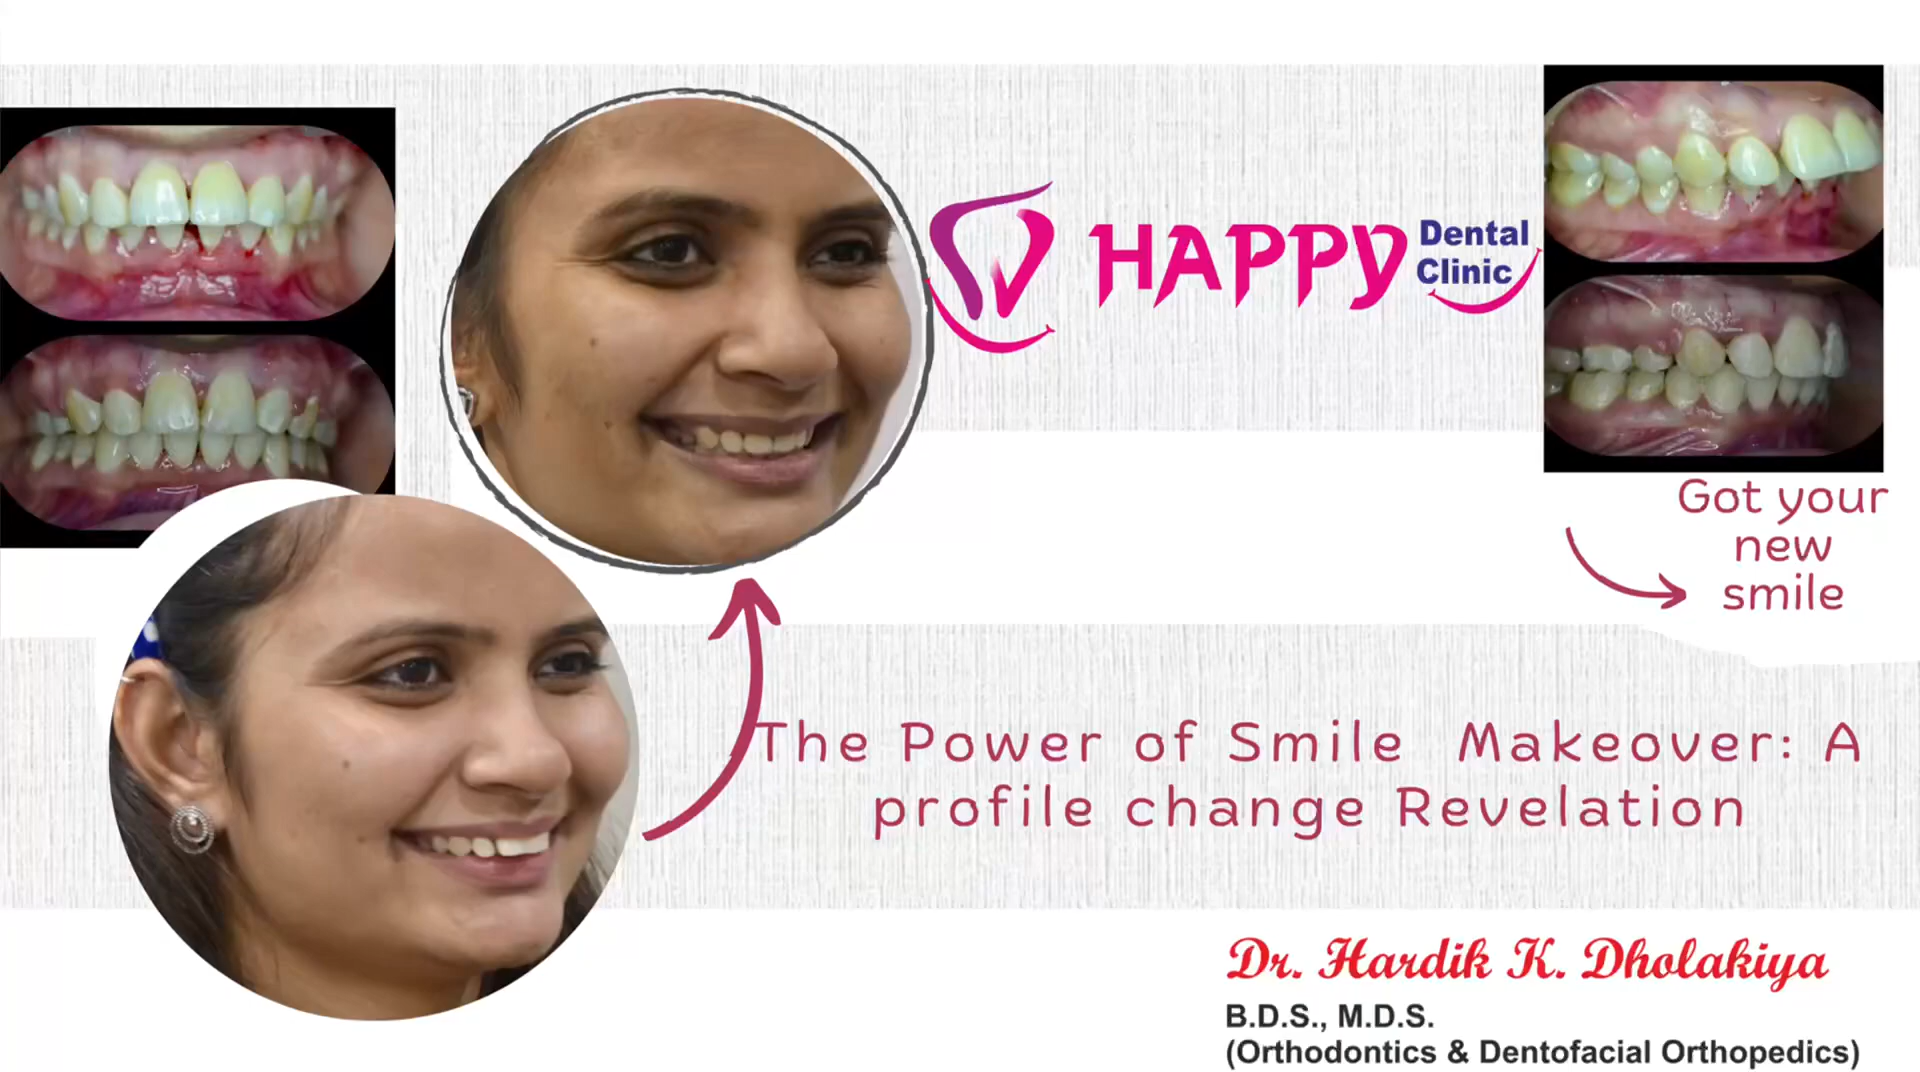 HAPPY Dental Clinic
Got your
new
smile
The Power of Smile Makeover: A
profile change Revelation
Dr. Hardik K. Dholakiya
B.D.S., M.D.S.
(Orthodontics & Dentofacial Orthopedics)